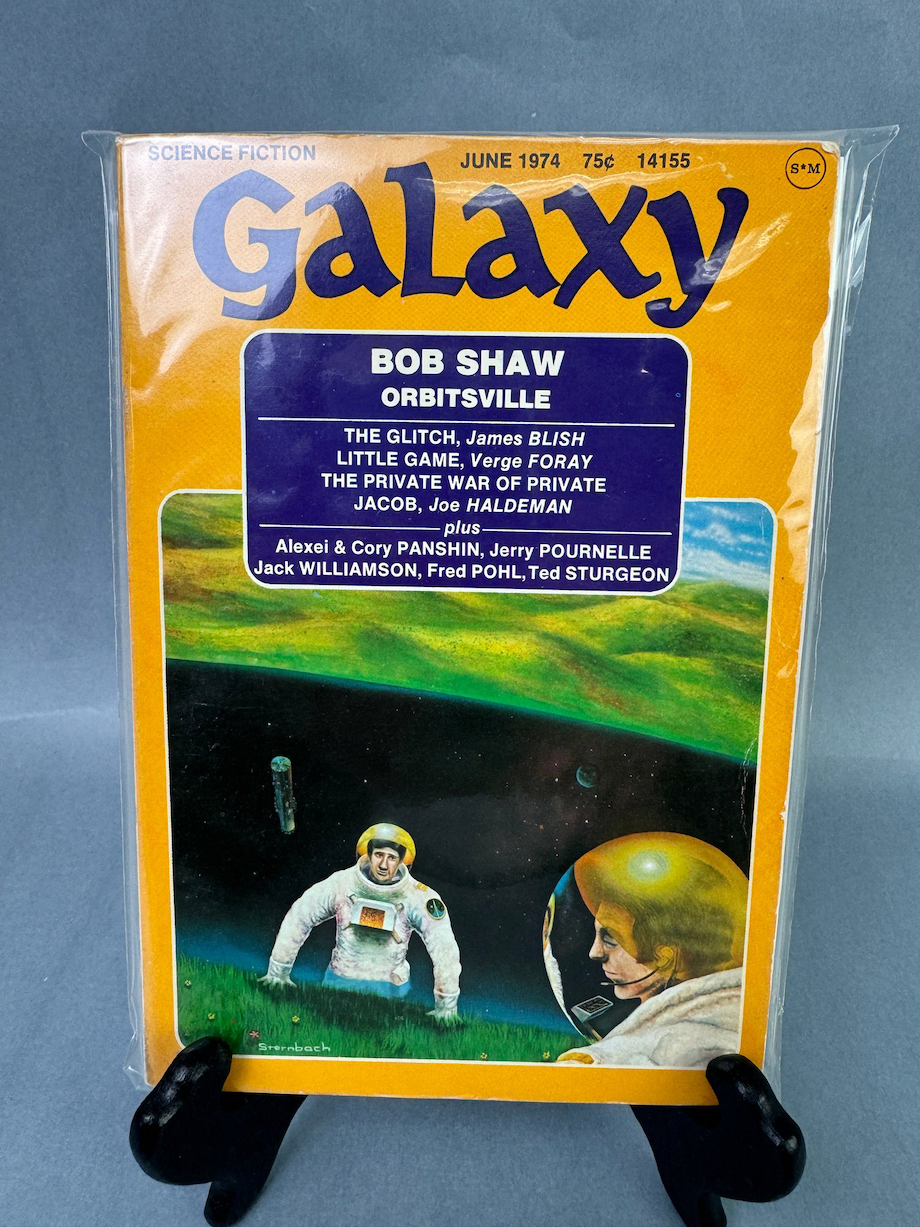 SCIENCE FICTION
JUNE 1974 75¢ 14155
S*M
Galaxy
BOB SHAW
ORBITSVILLE
THE GLITCH, James BLISH
LITTLE GAME, Verge FORAY
THE PRIVATE WAR OF PRIVATE
JACOB, Joe HALDEMAN
plus
Alexei & Cory PANSHIN, Jerry POURNELLE
Jack WILLIAMSON, Fred POHL, Ted STURGEON
Sternbach